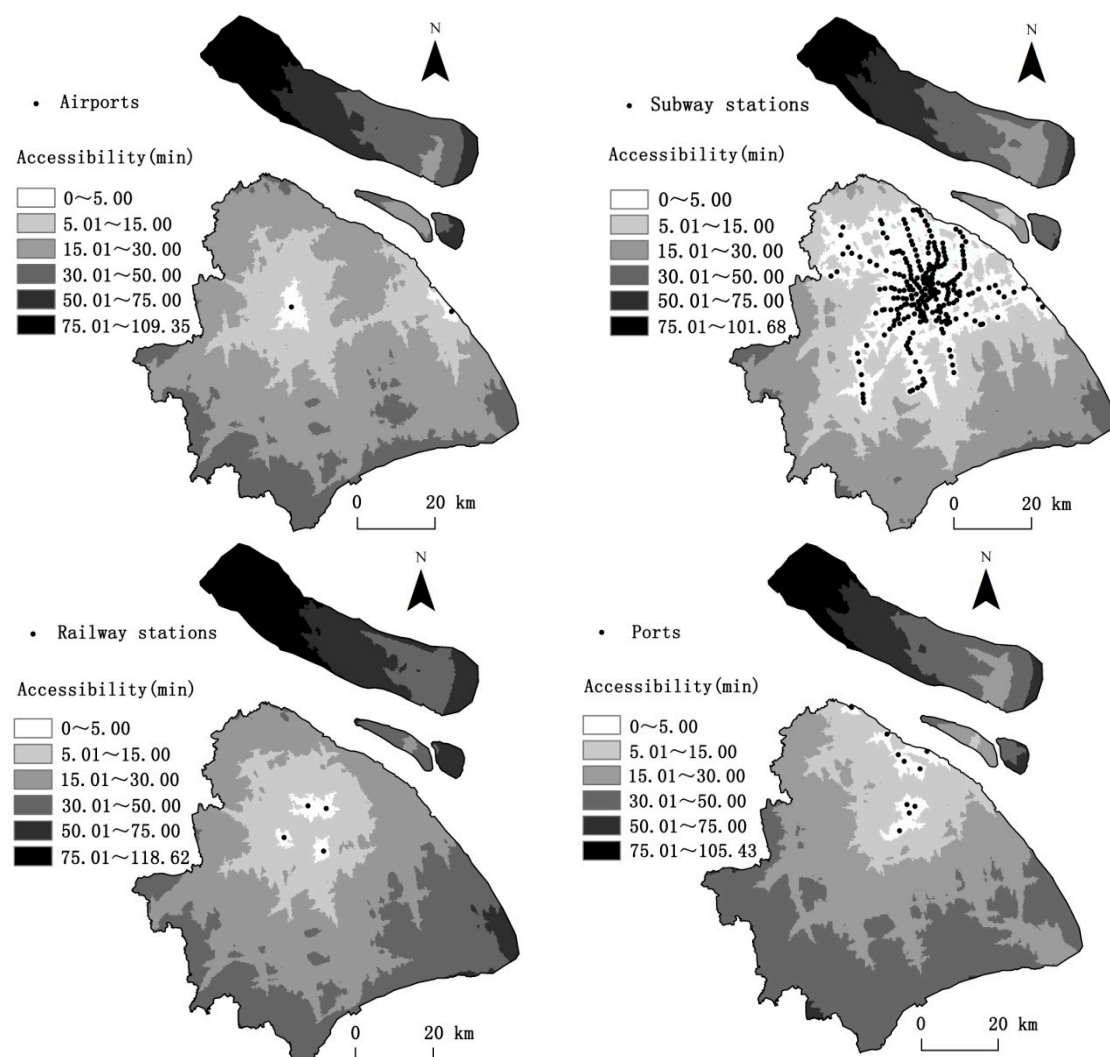 N
• Airports
Accessibility(min)
0～5.00
5.01～15.00
15.01～30.00
30.01～50.00
50.01～75.00
75.01～109.35
0 20 km
N
• Subway stations
Accessibility(min)
0～5.00
5.01～15.00
15.01～30.00
30.01～50.00
50.01～75.00
75.01～101.68
0 20 km
N
• Railway stations
Accessibility(min)
0～5.00
5.01～15.00
15.01～30.00
30.01～50.00
50.01～75.00
75.01～118.62
0 20 km
N
• Ports
Accessibility(min)
0～5.00
5.01～15.00
15.01～30.00
30.01～50.00
50.01～75.00
75.01～105.43
0 20 km